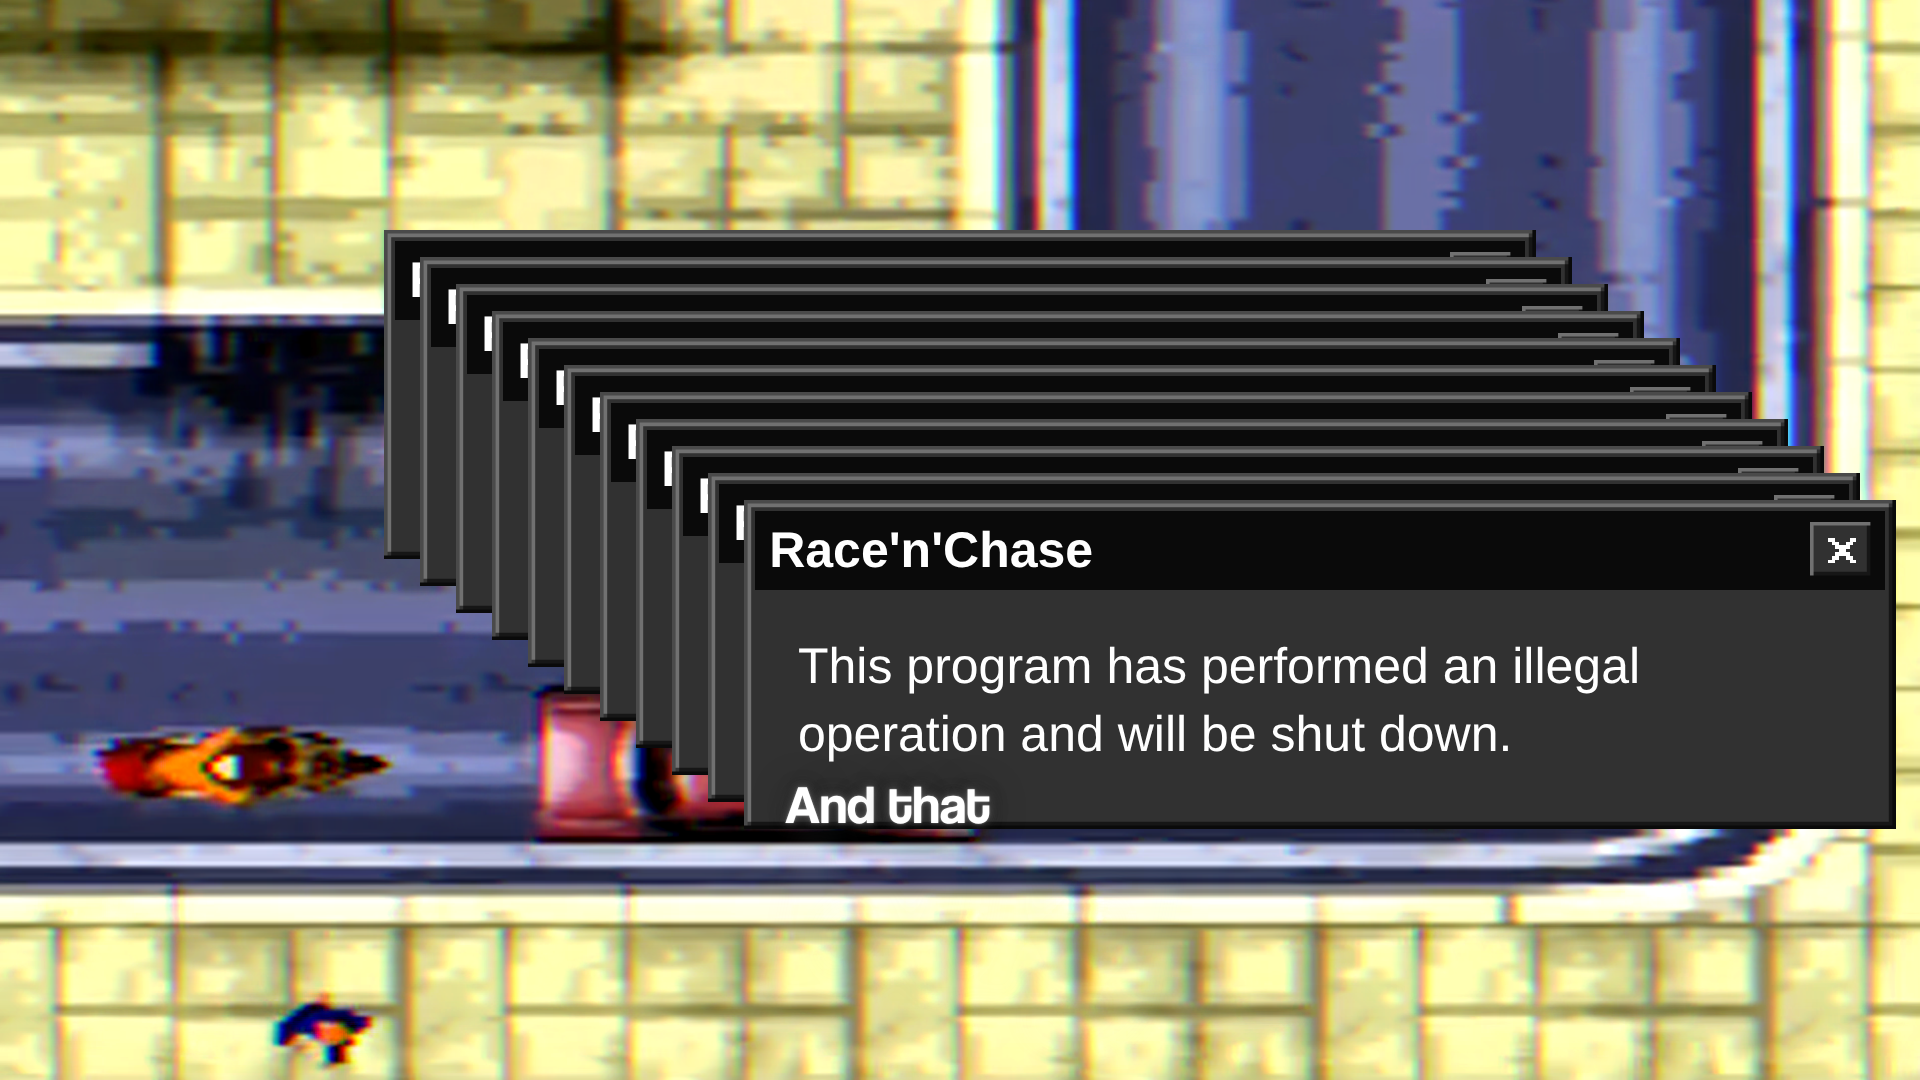 Race'n'Chase
This program has performed an illegal
operation and will be shut down.
And that